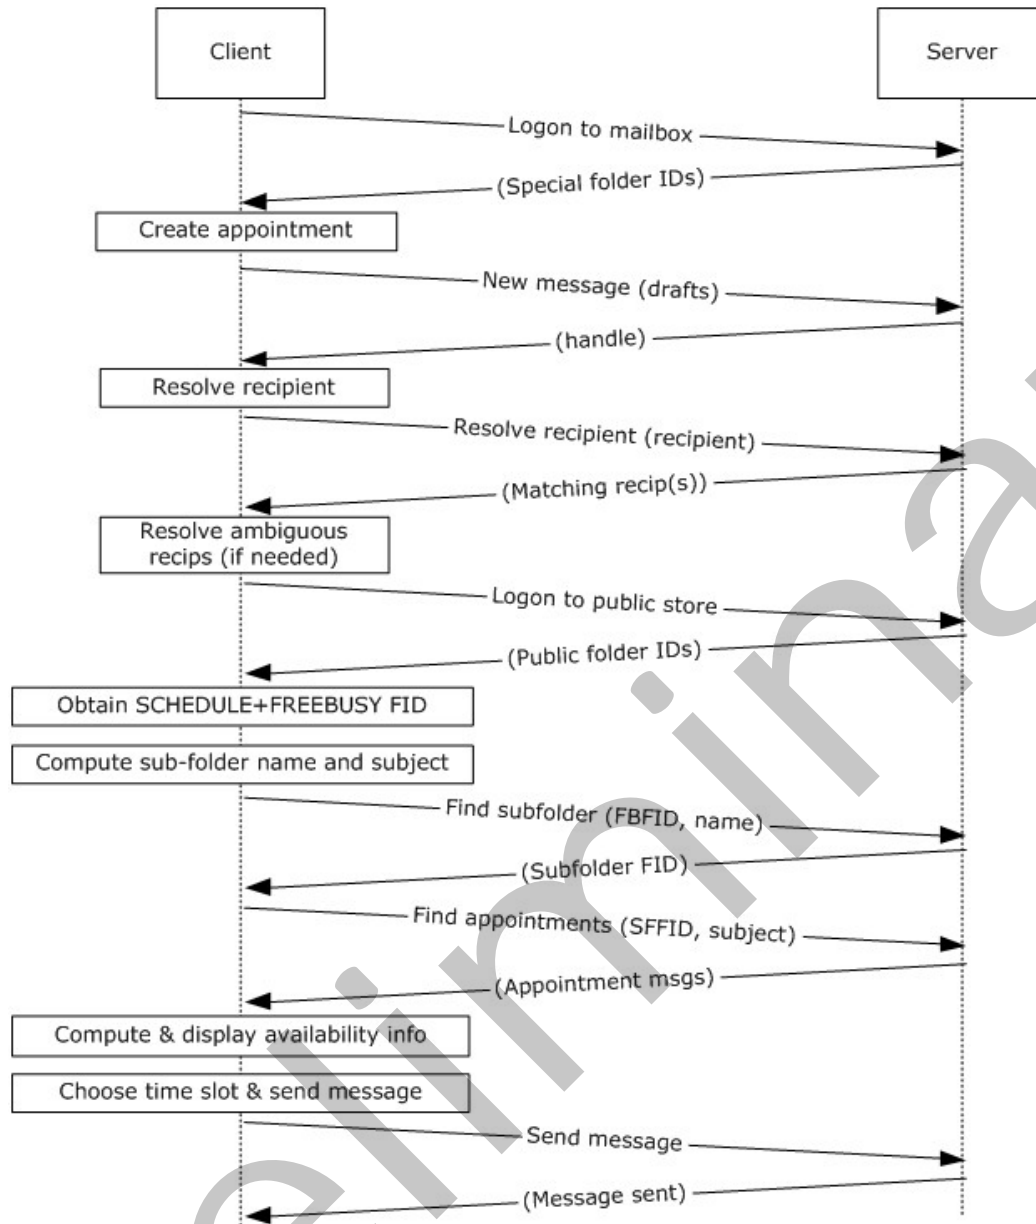 Client
Server
Logon to mailbox
(Special folder IDs)
Create appointment
New message (drafts)
(handle)
Resolve recipient
Resolve recipient (recipient)
(Matching recip(s))
Resolve ambiguous
recips (if needed)
Logon to public store
(Public folder IDs)
Obtain SCHEDULE+FREEBUSY FID
Compute sub-folder name and subject
Find subfolder (FBFID, name)
(Subfolder FID)
Find appointments (SFFID, subject)
(Appointment msgs)
Compute & display availability info
Choose time slot & send message
Send message
(Message sent)
elimina